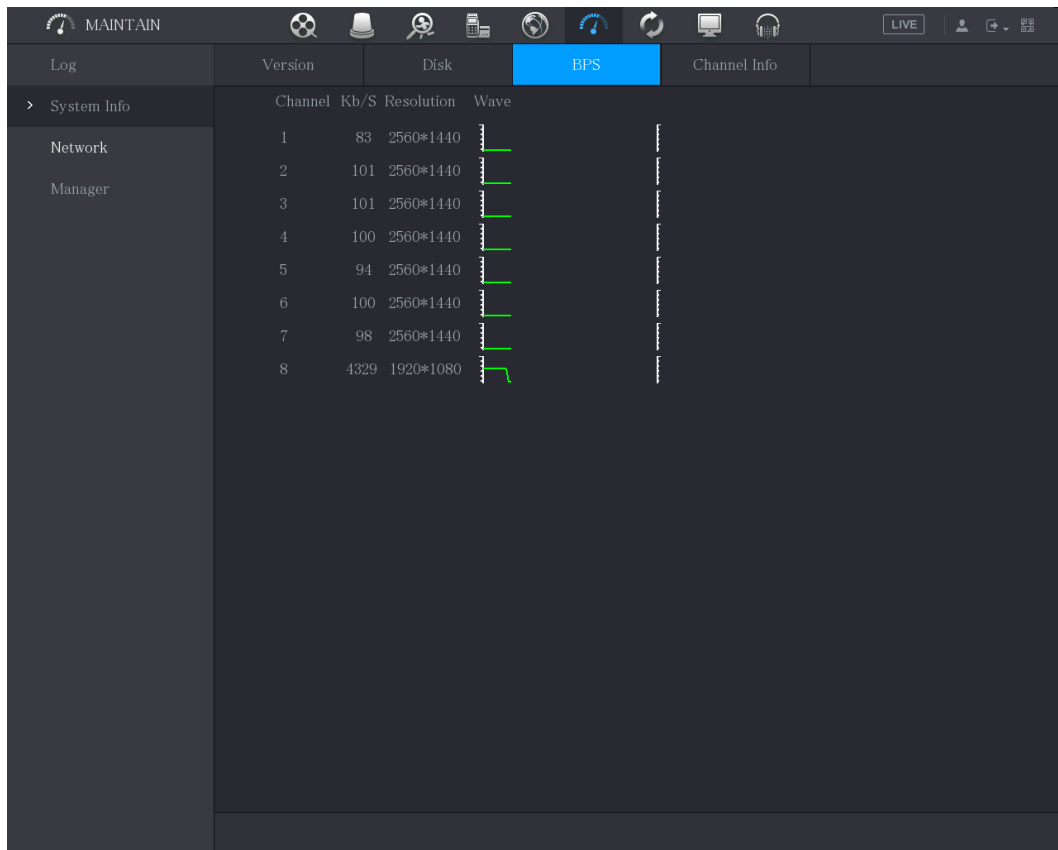 MAINTAIN LIVE
Log
System Info
Network
Manager
Version Disk BPS Channel Info
Channel Kb/S Resolution Wave
1 83 2560*1440
2 101 2560*1440
3 101 2560*1440
4 100 2560*1440
5 94 2560*1440
6 100 2560*1440
7 98 2560*1440
8 4329 1920*1080